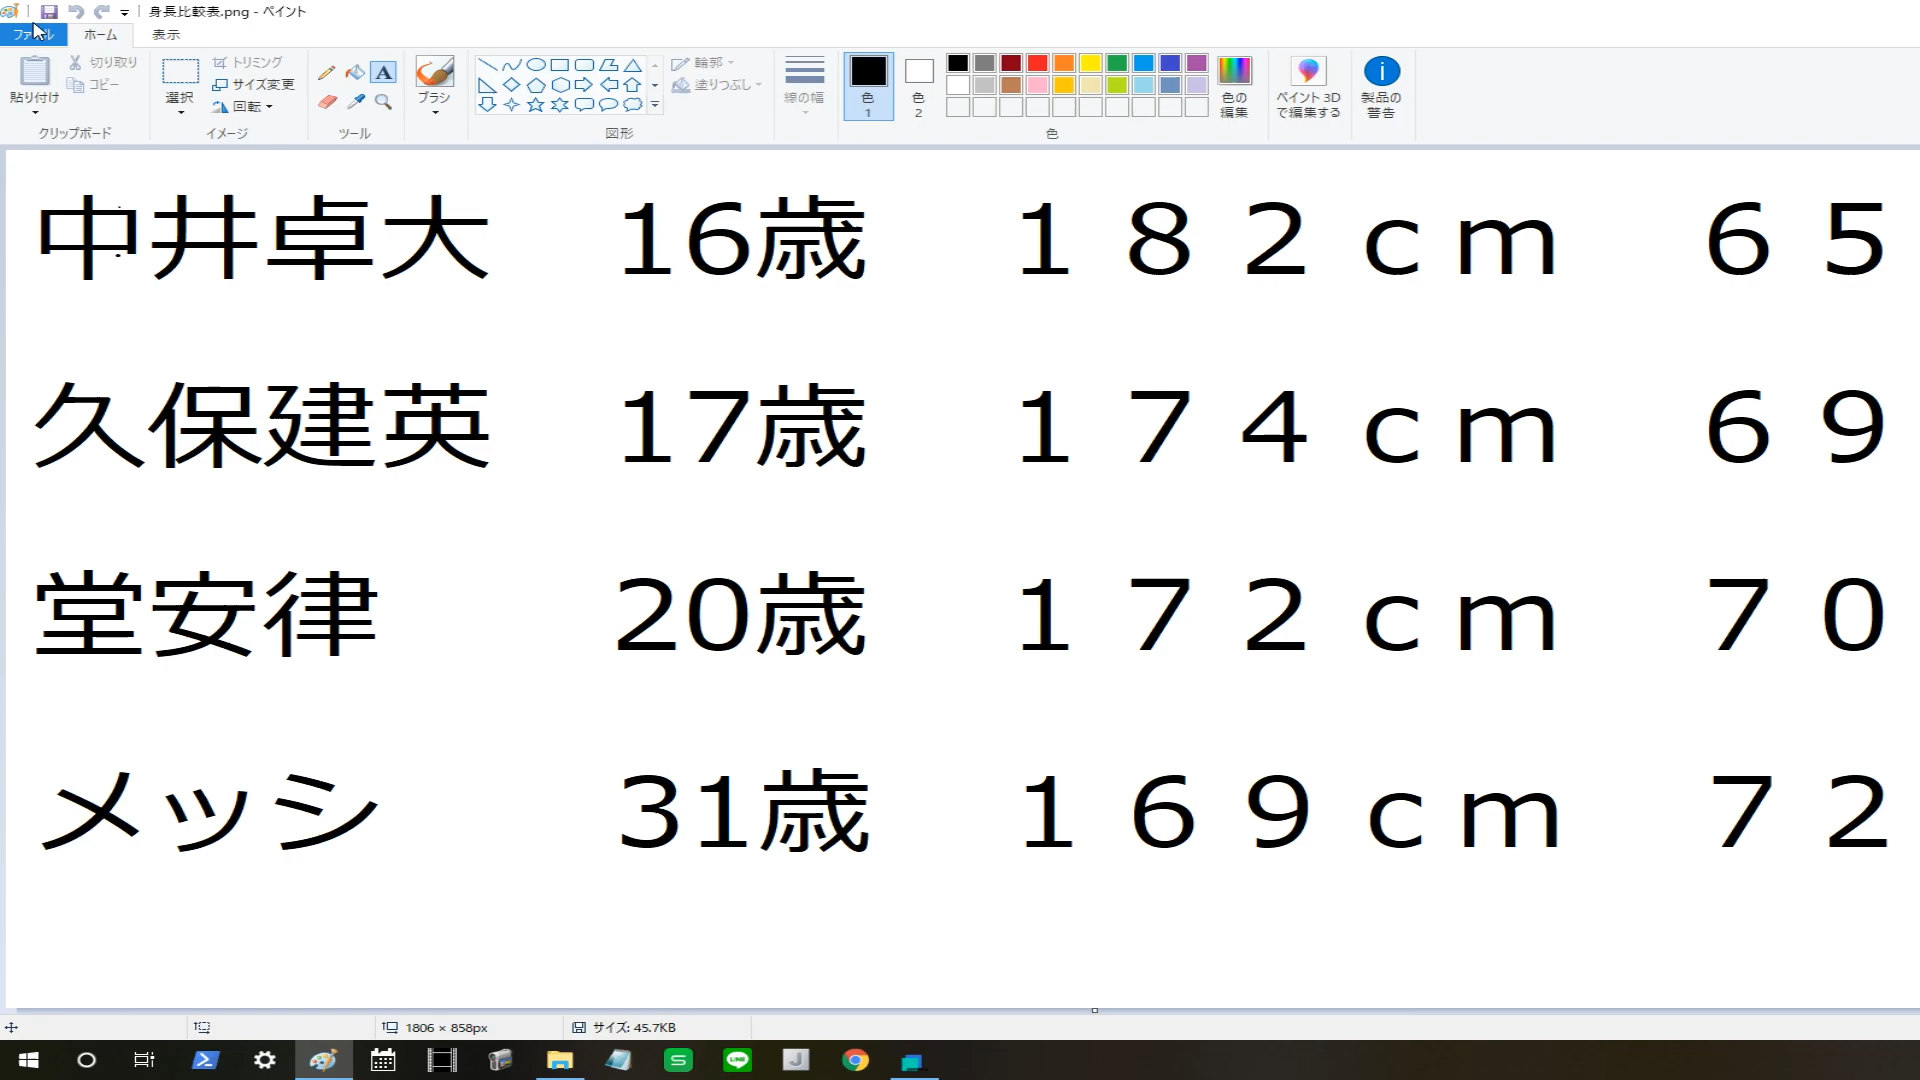 身長比較表.png - ペイント
ファイル ホーム 表示
貼り付け 切り取り コピー クリップボード
選択 トリミング サイズ変更 回転 イメージ
A ツール
ブラシ
輪郭 塗りつぶし 図形
線の幅
色 1 色 2 色の編集 色
ペイント 3D で編集する
製品の警告
中井卓大 16歳 182cm 65
久保建英 17歳 174cm 69
堂安律 20歳 172cm 70
メッシ 31歳 169cm 72
1806 × 858px サイズ: 45.7KB
S LINE J